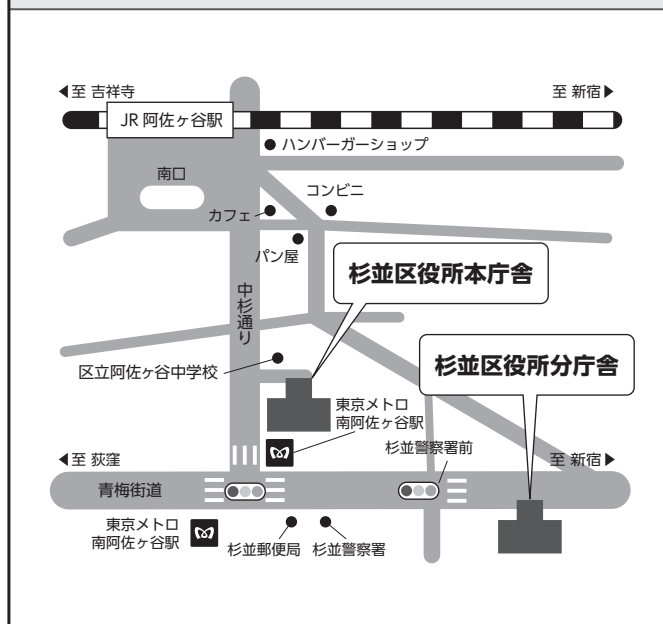 至 吉祥寺
至 新宿
JR 阿佐ヶ谷駅
ハンバーガーショップ
南口
コンビニ
カフェ
パン屋
杉並区役所本庁舎
中杉通り
杉並区役所分庁舎
区立阿佐ヶ谷中学校
東京メトロ
南阿佐ヶ谷駅
杉並警察署前
至 荻窪
至 新宿
青梅街道
東京メトロ
南阿佐ヶ谷駅
杉並郵便局
杉並警察署